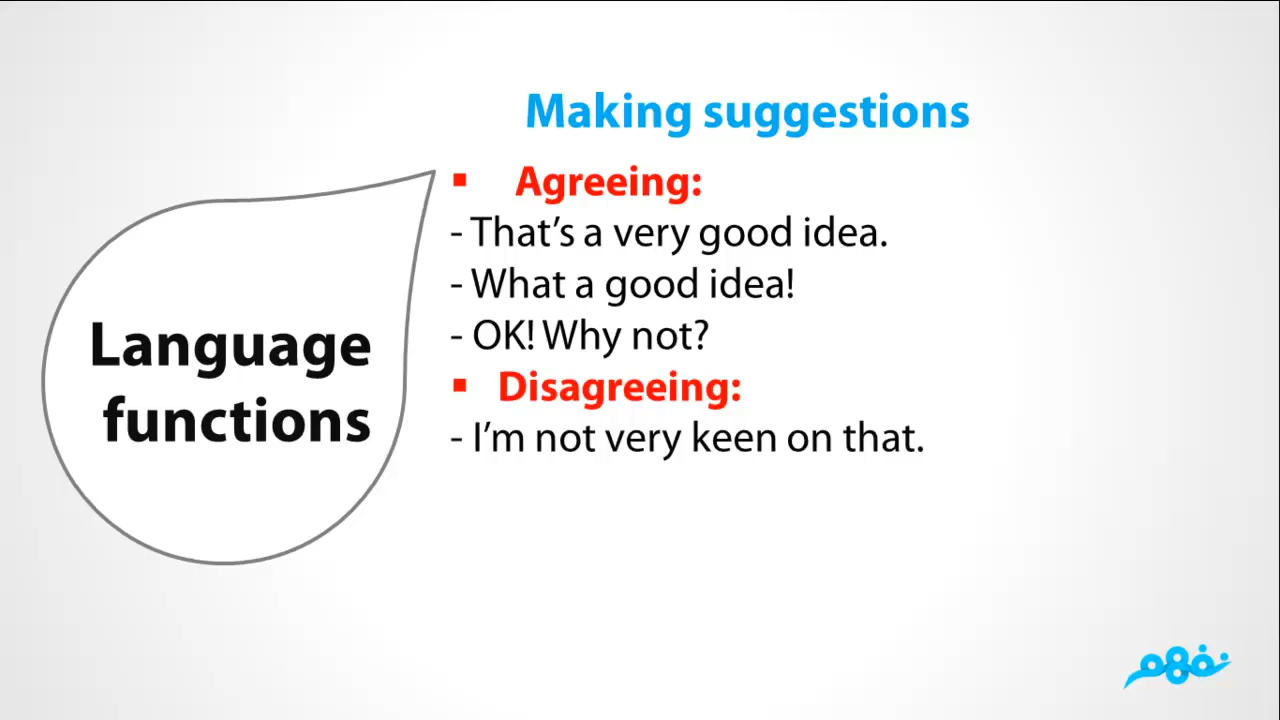 Making suggestions
▪ Agreeing:
- That’s a very good idea.
- What a good idea!
- OK! Why not?
▪ Disagreeing:
- I’m not very keen on that.
Language
functions
نفهم